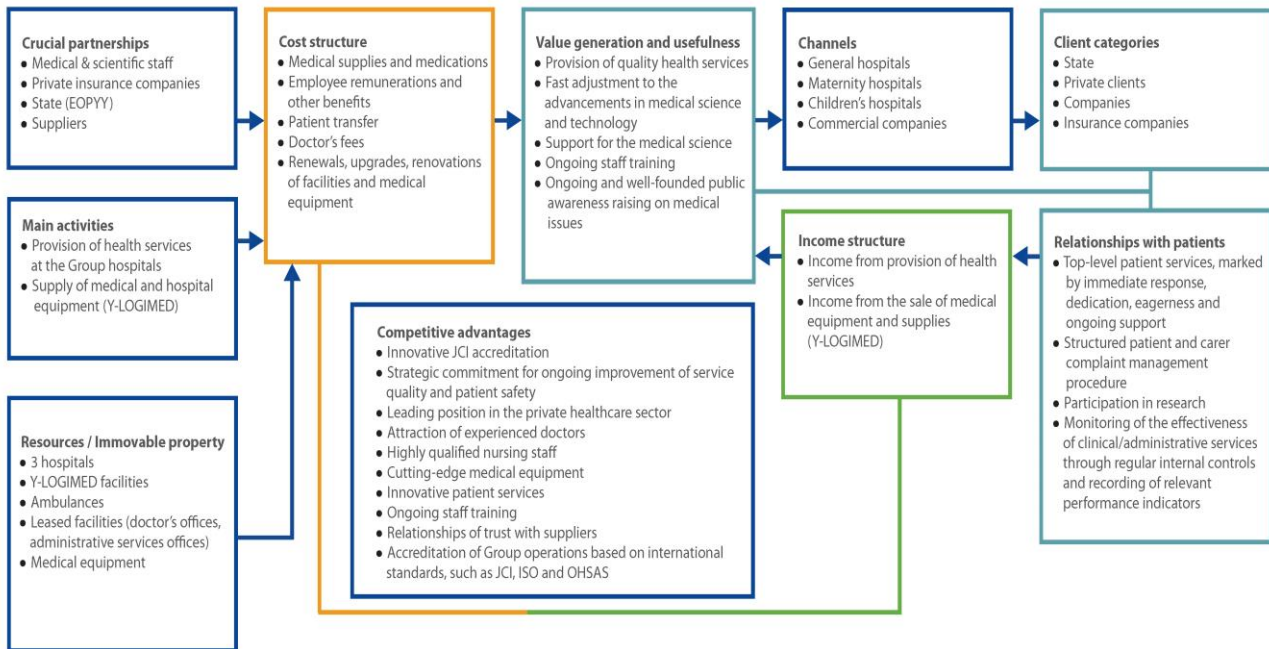 Crucial partnerships
● Medical & scientific staff
● Private insurance companies
● State (EOPYY)
● Suppliers
Main activities
● Provision of health services
at the Group hospitals
● Supply of medical and hospital
equipment (Y-LOGIMED)
Resources / Immovable property
● 3 hospitals
● Y-LOGIMED facilities
● Ambulances
● Leased facilities (doctor's offices,
administrative services offices)
● Medical equipment
Cost structure
● Medical supplies and medications
● Employee remunerations and
other benefits
● Patient transfer
● Doctor's fees
● Renewals, upgrades, renovations
of facilities and medical
equipment
Value generation and usefulness
● Provision of quality health services
● Fast adjustment to the
advancements in medical science
and technology
● Support for the medical science
● Ongoing staff training
● Ongoing and well-founded public
awareness raising on medical
issues
Channels
● General hospitals
● Maternity hospitals
● Children's hospitals
● Commercial companies
Client categories
● State
● Private clients
● Companies
● Insurance companies
Competitive advantages
● Innovative JCI accreditation
● Strategic commitment for ongoing improvement of service
quality and patient safety
● Leading position in the private healthcare sector
● Attraction of experienced doctors
● Highly qualified nursing staff
● Cutting-edge medical equipment
● Innovative patient services
● Ongoing staff training
● Relationships of trust with suppliers
● Accreditation of Group operations based on international
standards, such as JCI, ISO and OHSAS
Income structure
● Income from provision of health
services
● Income from the sale of medical
equipment and supplies
(Y-LOGIMED)
Relationships with patients
● Top-level patient services, marked
by immediate response,
dedication, eagerness and
ongoing support
● Structured patient and carer
complaint management
procedure
● Participation in research
● Monitoring of the effectiveness
of clinical/administrative services
through regular internal controls
and recording of relevant
performance indicators